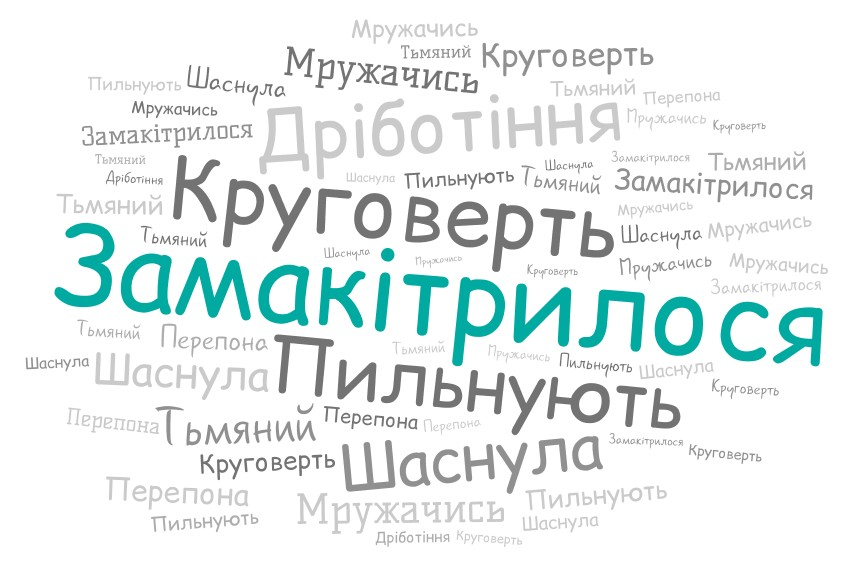 Мружачись
Тьмяний
Круговерть
Мружачись
Пильнують
Шаснула
Тьмяний
Перепона
Мружачись
Дріботіння
Пружачись
Круговерть
Замакітрилося
Тьмяний
Шаснула
Замакітрилося
Тьмяний
Дріботіння
Круговерть
Шаснула
Пильнують
Тьмяний
Замакітрилося
Тьмяний
Мружачись
Шаснула
Мружачись
Тьмяний
Шаснула
Пружачись
Круговерть
Пружачись
Мружачись
Замакітрилося
Замакітрилося
Тьмяний
Перепона
Пильнують
Тьмяний
Пружачись
Пильнують
Шаснула
Шаснула
Шаснула
Круговерть
Перепона
Тьмяний
Перепона
Перепона
Замакітрилося
Круговерть
Круговерть
Шаснула
Перепона
Мружачись
Пильнують
Пильнують
Шаснула
Дріботіння
Круговерть